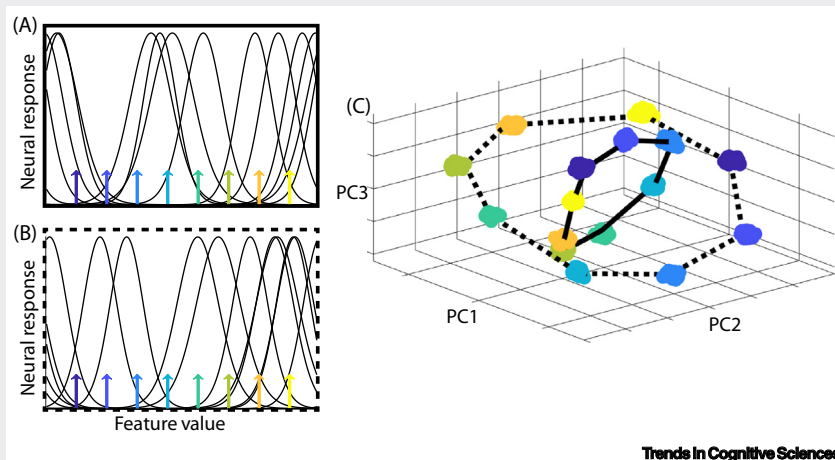 (A)
Neural response
(B)
Neural response
Feature value
(C)
PC3
PC1
PC2
Trends in Cognitive Sciences